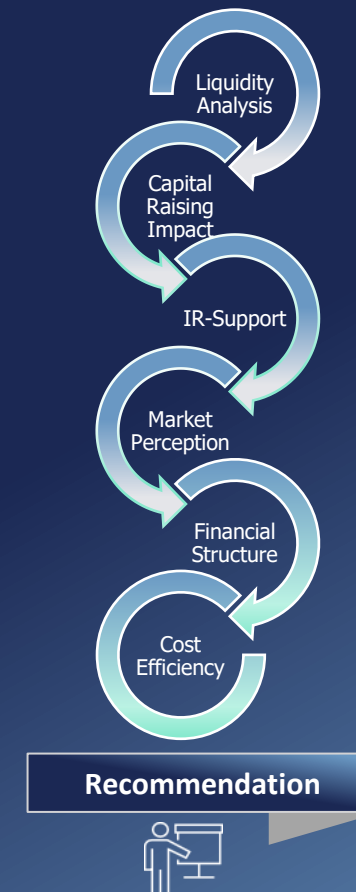 Liquidity
Analysis
Capital
Raising
Impact
IR-Support
Market
Perception
Financial
Structure
Cost
Efficiency
Recommendation